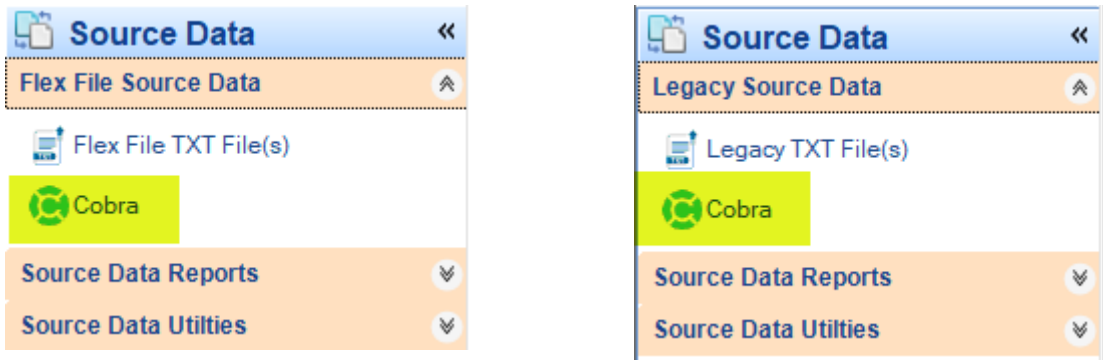 Source Data «
Flex File Source Data
Flex File TXT File(s)
Cobra
Source Data Reports
Source Data Utilties
Source Data «
Legacy Source Data
Legacy TXT File(s)
Cobra
Source Data Reports
Source Data Utilties